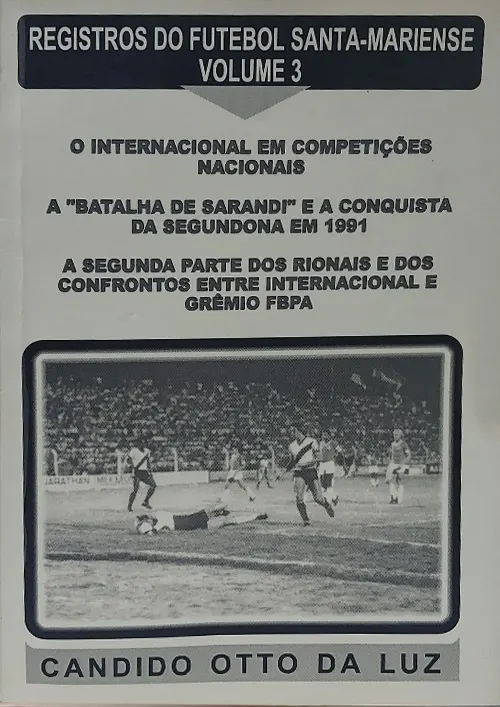 REGISTROS DO FUTEBOL SANTA-MARIENSE
VOLUME 3
O INTERNACIONAL EM COMPETIÇÕES
NACIONAIS
A "BATALHA DE SARANDI" E A CONQUISTA
DA SEGUNDONA EM 1991
A SEGUNDA PARTE DOS RIONAIS E DOS
CONFRONTOS ENTRE INTERNACIONAL E
GRÊMIO FBPA
CANDIDO OTTO DA LUZ